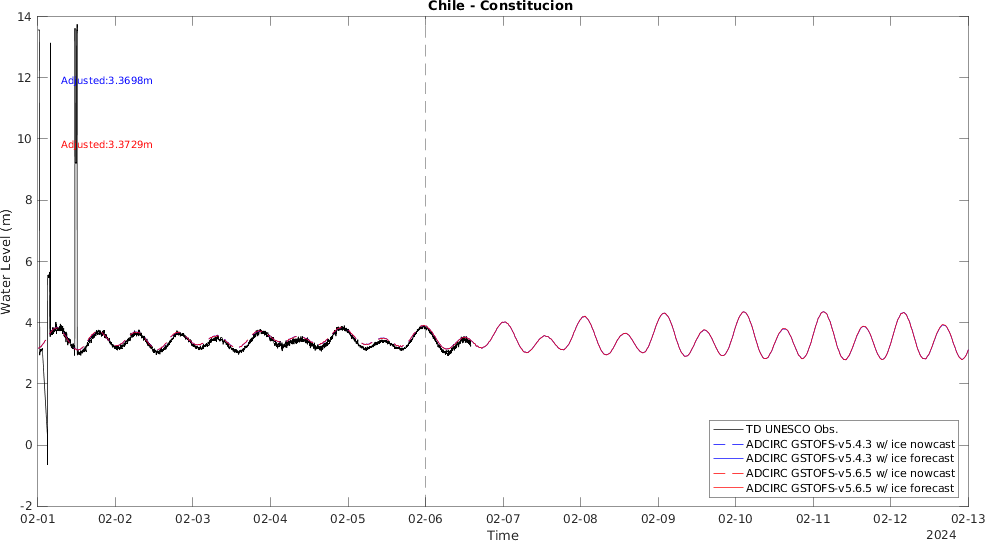 Chile - Constitucion
14
12
10
8
6
4
2
0
-2
Water Level (m)
Adjusted:3.3698m
Adjusted:3.3729m
TD UNESCO Obs.
ADCIRC GSTOFS-v5.4.3 w/ ice nowcast
ADCIRC GSTOFS-v5.4.3 w/ ice forecast
ADCIRC GSTOFS-v5.6.5 w/ ice nowcast
ADCIRC GSTOFS-v5.6.5 w/ ice forecast
02-01 02-02 02-03 02-04 02-05 02-06 02-07 02-08 02-09 02-10 02-11 02-12 02-13
Time
2024